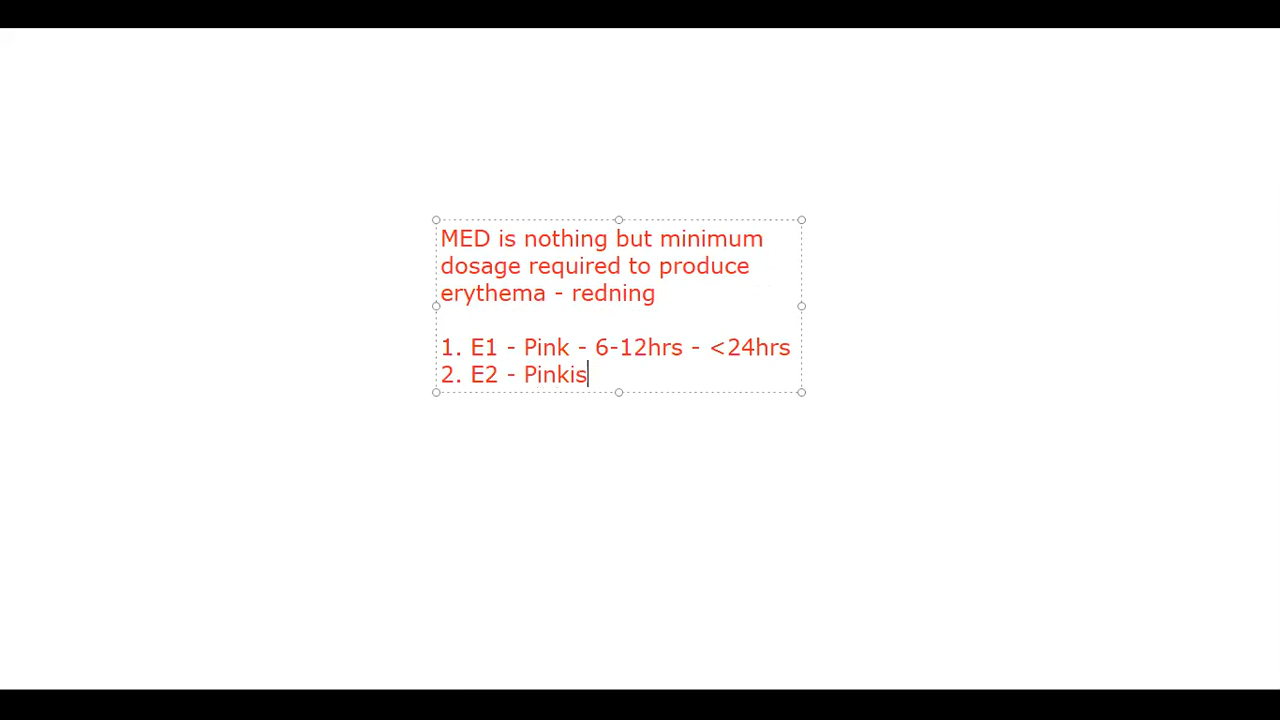 MED is nothing but minimum
dosage required to produce
erythema - redning
1. E1 - Pink - 6-12hrs - <24hrs
2. E2 - Pinkis